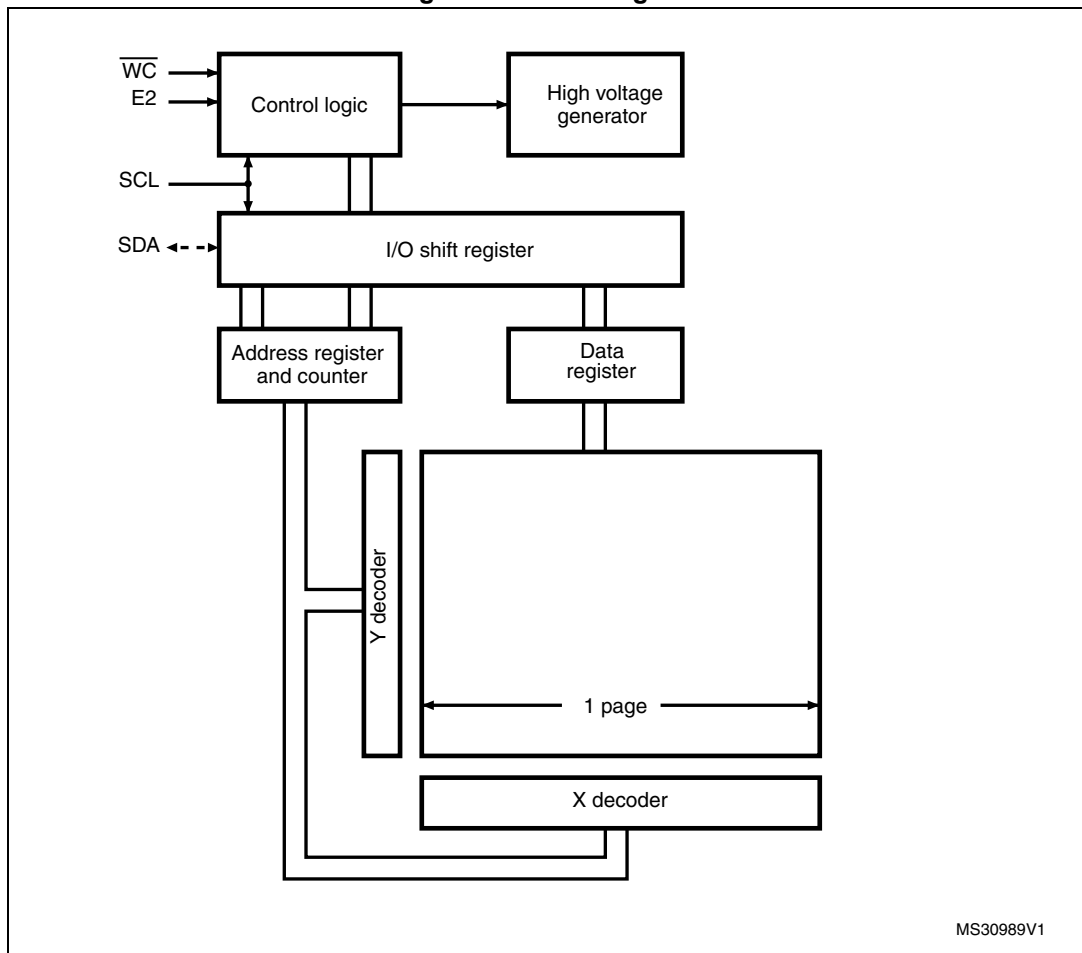 W̅C̅
E2
Control logic
High voltage
generator
SCL
SDA
I/O shift register
Address register
and counter
Data
register
Y decoder
1 page
X decoder
MS30989V1